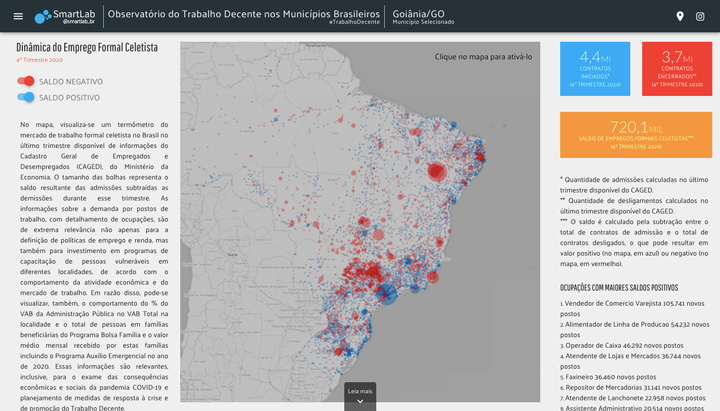 SmartLab
@smartlab.br
Observatório do Trabalho Decente nos Municípios Brasileiros
#TrabalhoDecente
Goiânia/GO
Município Selecionado
Dinâmica do Emprego Formal Celetista
4º Trimestre 2020
SALDO NEGATIVO
SALDO POSITIVO
No mapa, visualiza-se um termômetro do
mercado de trabalho formal celetista no Brasil no
último trimestre disponível de informações do
Cadastro Geral de Empregados e
Desempregados (CAGED), do Ministério da
Economia. O tamanho das bolhas representa o
saldo resultante das admissões subtraídas as
demissões durante esse trimestre. As
informações sobre a demanda por postos de
trabalho, com detalhamento de ocupações, são
de extrema relevância não apenas para a
definição de políticas de emprego e renda, mas
também para investimento em programas de
capacitação de pessoas vulneráveis em
diferentes localidades, de acordo com o
comportamento da atividade econômica e do
mercado de trabalho. Em razão disso, pode-se
visualizar, também, o comportamento do % do
VAB da Administração Pública no VAB Total na
localidade e o total de pessoas em famílias
beneficiárias do Programa Bolsa Família e o valor
médio mensal recebido por estas famílias
incluindo o Programa Auxílio Emergencial no ano
de 2020. Essas informações são relevantes,
inclusive, para o exame das consequências
econômicas e sociais da pandemia COVID-19 e
planejamento de medidas de resposta à crise e
de promoção do Trabalho Decente.
Clique no mapa para ativá-lo
Leia mais
4,4MI
CONTRATOS
INICIADOS*
(4º TRIMESTRE 2020)
3,7MI
CONTRATOS
ENCERRADOS**
(4º TRIMESTRE 2020)
720,1MIL
SALDO DE EMPREGOS FORMAIS CELETISTAS***
(4º TRIMESTRE 2020)
* Quantidade de admissões calculadas no último
trimestre disponível do CAGED.
** Quantidade de desligamentos calculados no
último trimestre disponível do CAGED.
*** O saldo é calculado pela subtração entre o
total de contratos de admissão e o total de
contratos desligados, o que pode resultar em
valor positivo (no mapa, em azul) ou negativo (no
mapa, em vermelho).
OCUPAÇÕES COM MAIORES SALDOS POSITIVOS
1. Vendedor de Comercio Varejista 105.741 novos
postos
2. Alimentador de Linha de Producao 54.232 novos
postos
3. Operador de Caixa 46.292 novos postos
4. Atendente de Lojas e Mercados 36.744 novos
postos
5. Faxineiro 36.460 novos postos
6. Repositor de Mercadorias 31.141 novos postos
7. Atendente de Lanchonete 22.958 novos postos
8. Assistente Administrativo 20.514 novos postos